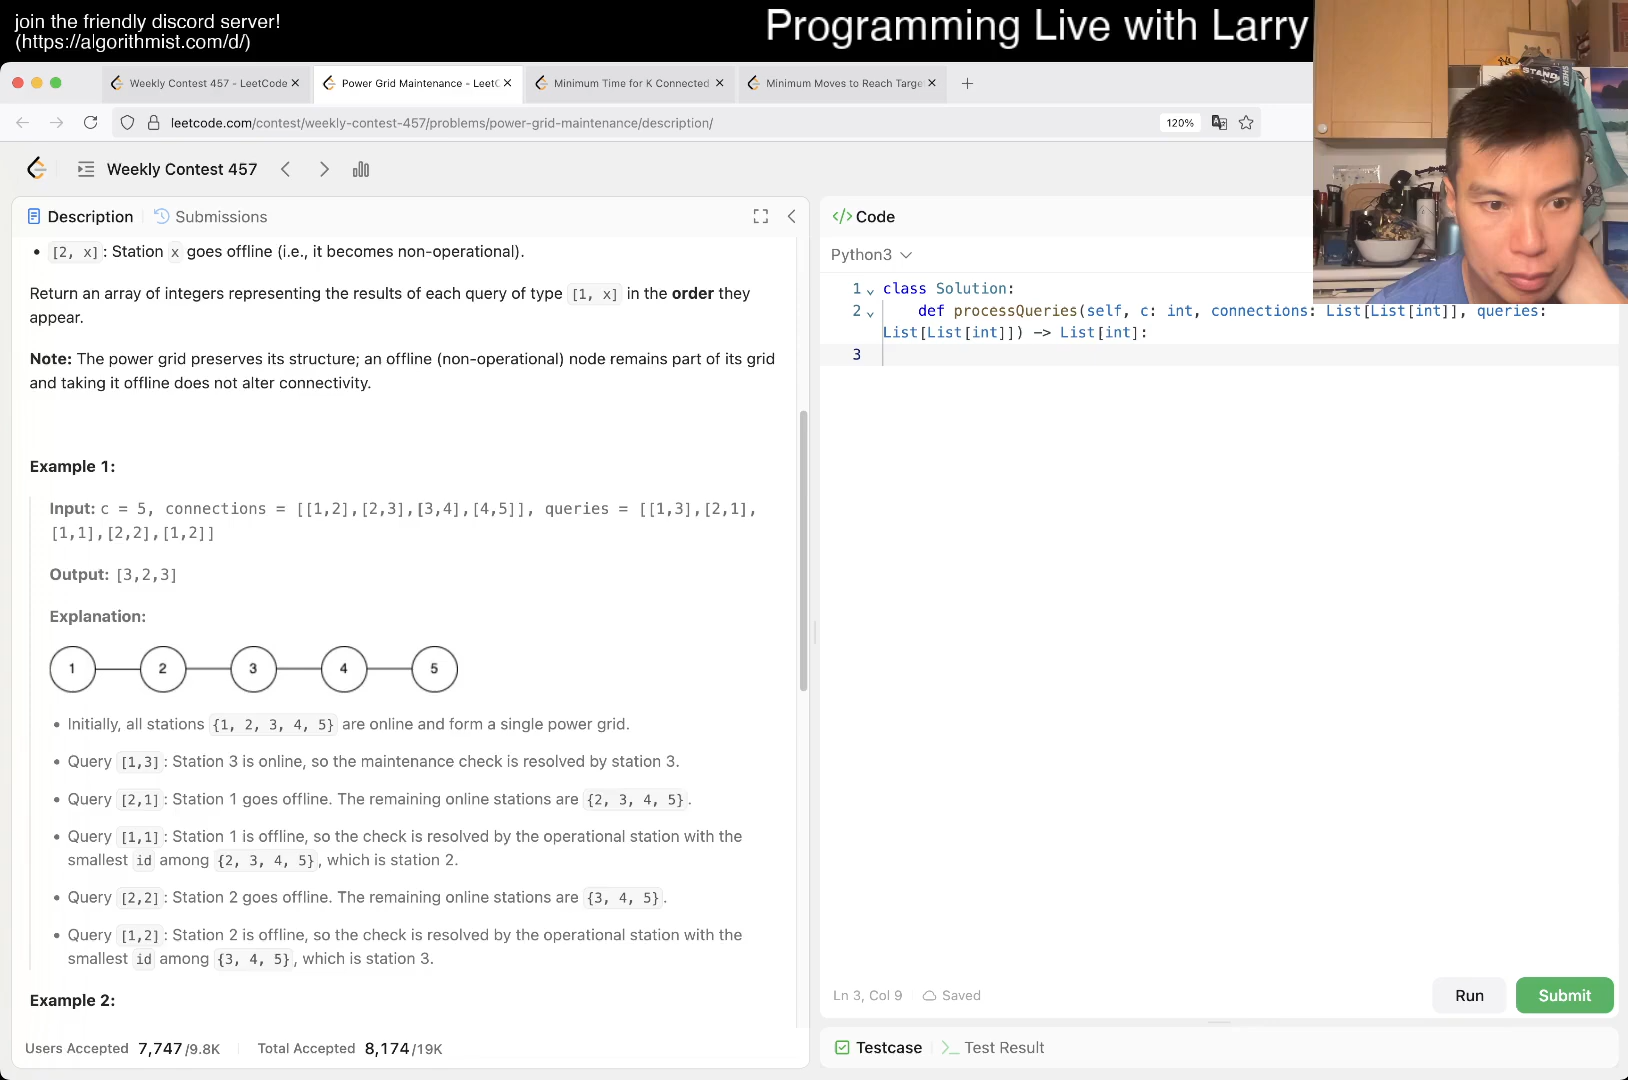 join the friendly discord server!
(https://algorithmist.com/d/)
Programming Live with Larry
Weekly Contest 457 - LeetCode
Power Grid Maintenance - LeetC
Minimum Time for K Connected
Minimum Moves to Reach Targe
leetcode.com/contest/weekly-contest-457/problems/power-grid-maintenance/description/
120%
Weekly Contest 457
Description
Submissions
[2, x]: Station x goes offline (i.e., it becomes non-operational).
Return an array of integers representing the results of each query of type [1, x] in the order they
appear.
Note: The power grid preserves its structure; an offline (non-operational) node remains part of its grid
and taking it offline does not alter connectivity.
Example 1:
Input: c = 5, connections = [[1,2],[2,3],[3,4],[4,5]], queries = [[1,3],[2,1],
[1,1],[2,2],[1,2]]
Output: [3,2,3]
Explanation:
1 2 3 4 5
• Initially, all stations {1, 2, 3, 4, 5} are online and form a single power grid.
• Query [1,3]: Station 3 is online, so the maintenance check is resolved by station 3.
• Query [2,1]: Station 1 goes offline. The remaining online stations are {2, 3, 4, 5}.
• Query [1,1]: Station 1 is offline, so the check is resolved by the operational station with the
smallest id among {2, 3, 4, 5}, which is station 2.
• Query [2,2]: Station 2 goes offline. The remaining online stations are {3, 4, 5}.
• Query [1,2]: Station 2 is offline, so the check is resolved by the operational station with the
smallest id among {3, 4, 5}, which is station 3.
Example 2:
Users Accepted 7,747/9.8K
Total Accepted 8,174/19K
</> Code
Python3
1 class Solution:
2 def processQueries(self, c: int, connections: List[List[int]], queries:
List[List[int]]) -> List[int]:
3
Ln 3, Col 9
Saved
Run
Submit
Testcase
Test Result
STAND